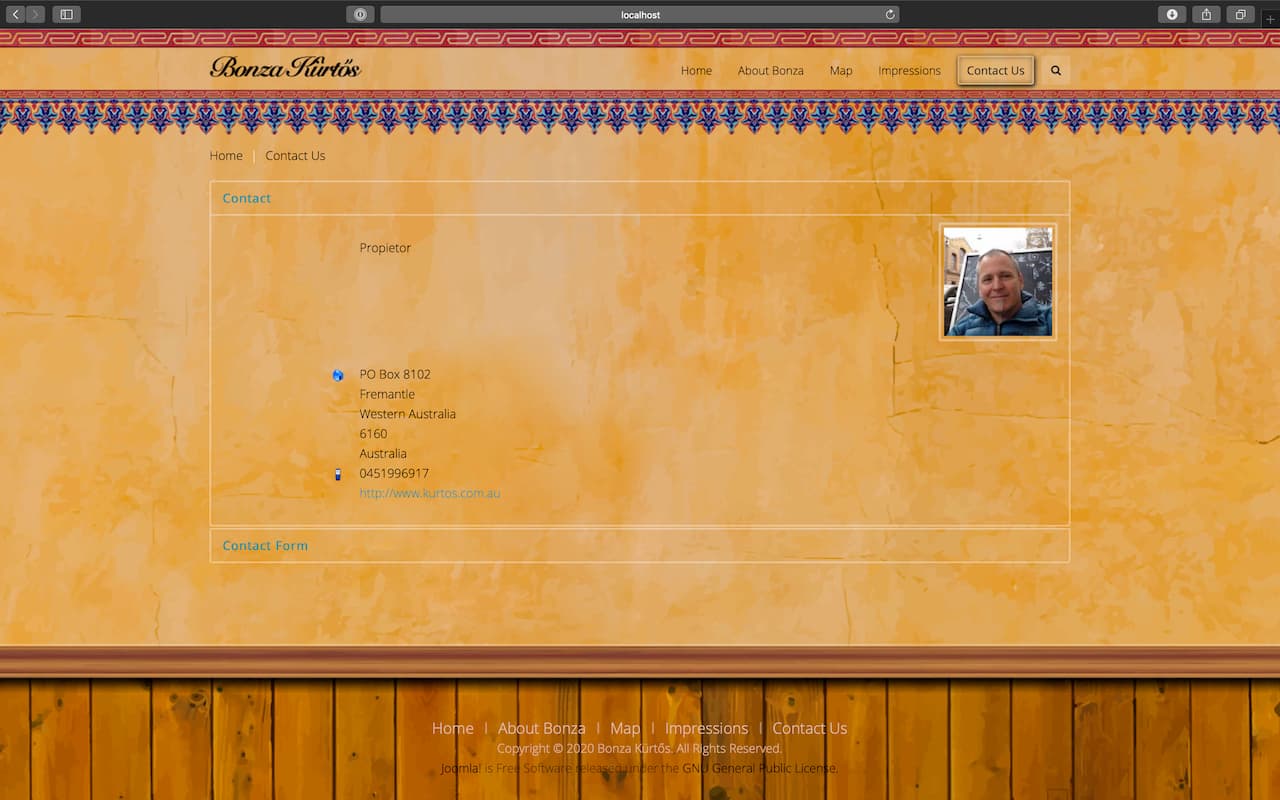 localhost
Bonza Kürtős
Home About Bonza Map Impressions Contact Us
Home | Contact Us
Contact
Propietor
PO Box 8102
Fremantle
Western Australia
6160
Australia
0451996917
http://www.kurtos.com.au
Contact Form
Home | About Bonza | Map | Impressions | Contact Us
Copyright © 2020 Bonza Kürtős. All Rights Reserved.
Joomla! is Free Software released under the GNU General Public License.